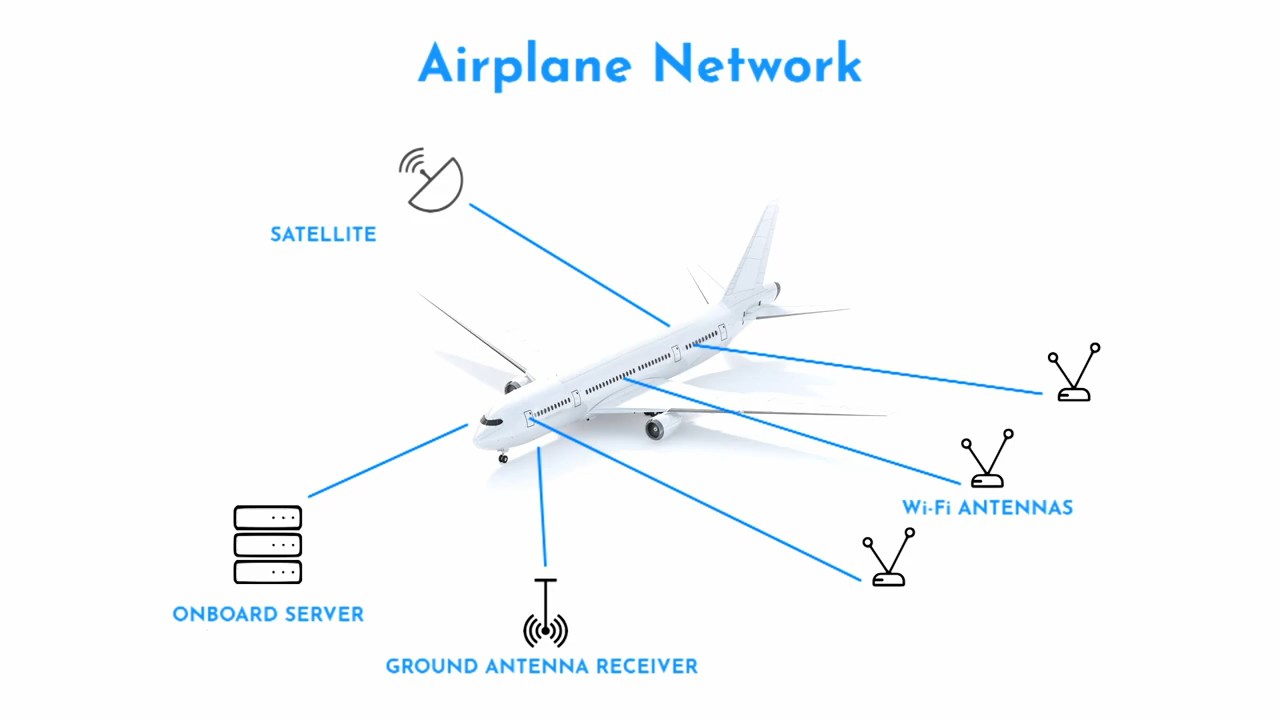 Airplane Network
SATELLITE
Wi-Fi ANTENNAS
ONBOARD SERVER
GROUND ANTENNA RECEIVER